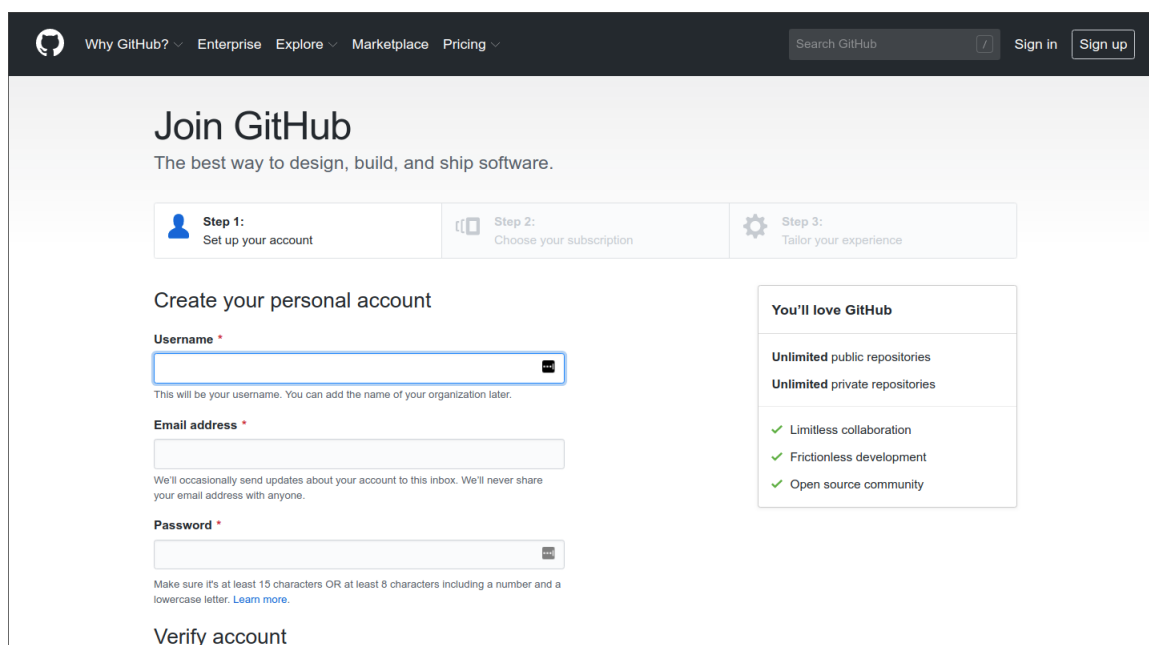 Why GitHub? Enterprise Explore Marketplace Pricing Search GitHub / Sign in Sign up
Join GitHub
The best way to design, build, and ship software.
Step 1:
Set up your account
Step 2:
Choose your subscription
Step 3:
Tailor your experience
Create your personal account
Username *
This will be your username. You can add the name of your organization later.
Email address *
We'll occasionally send updates about your account to this inbox. We'll never share
your email address with anyone.
Password *
Make sure it's at least 15 characters OR at least 8 characters including a number and a
lowercase letter. Learn more.
Verify account
You'll love GitHub
Unlimited public repositories
Unlimited private repositories
Limitless collaboration
Frictionless development
Open source community